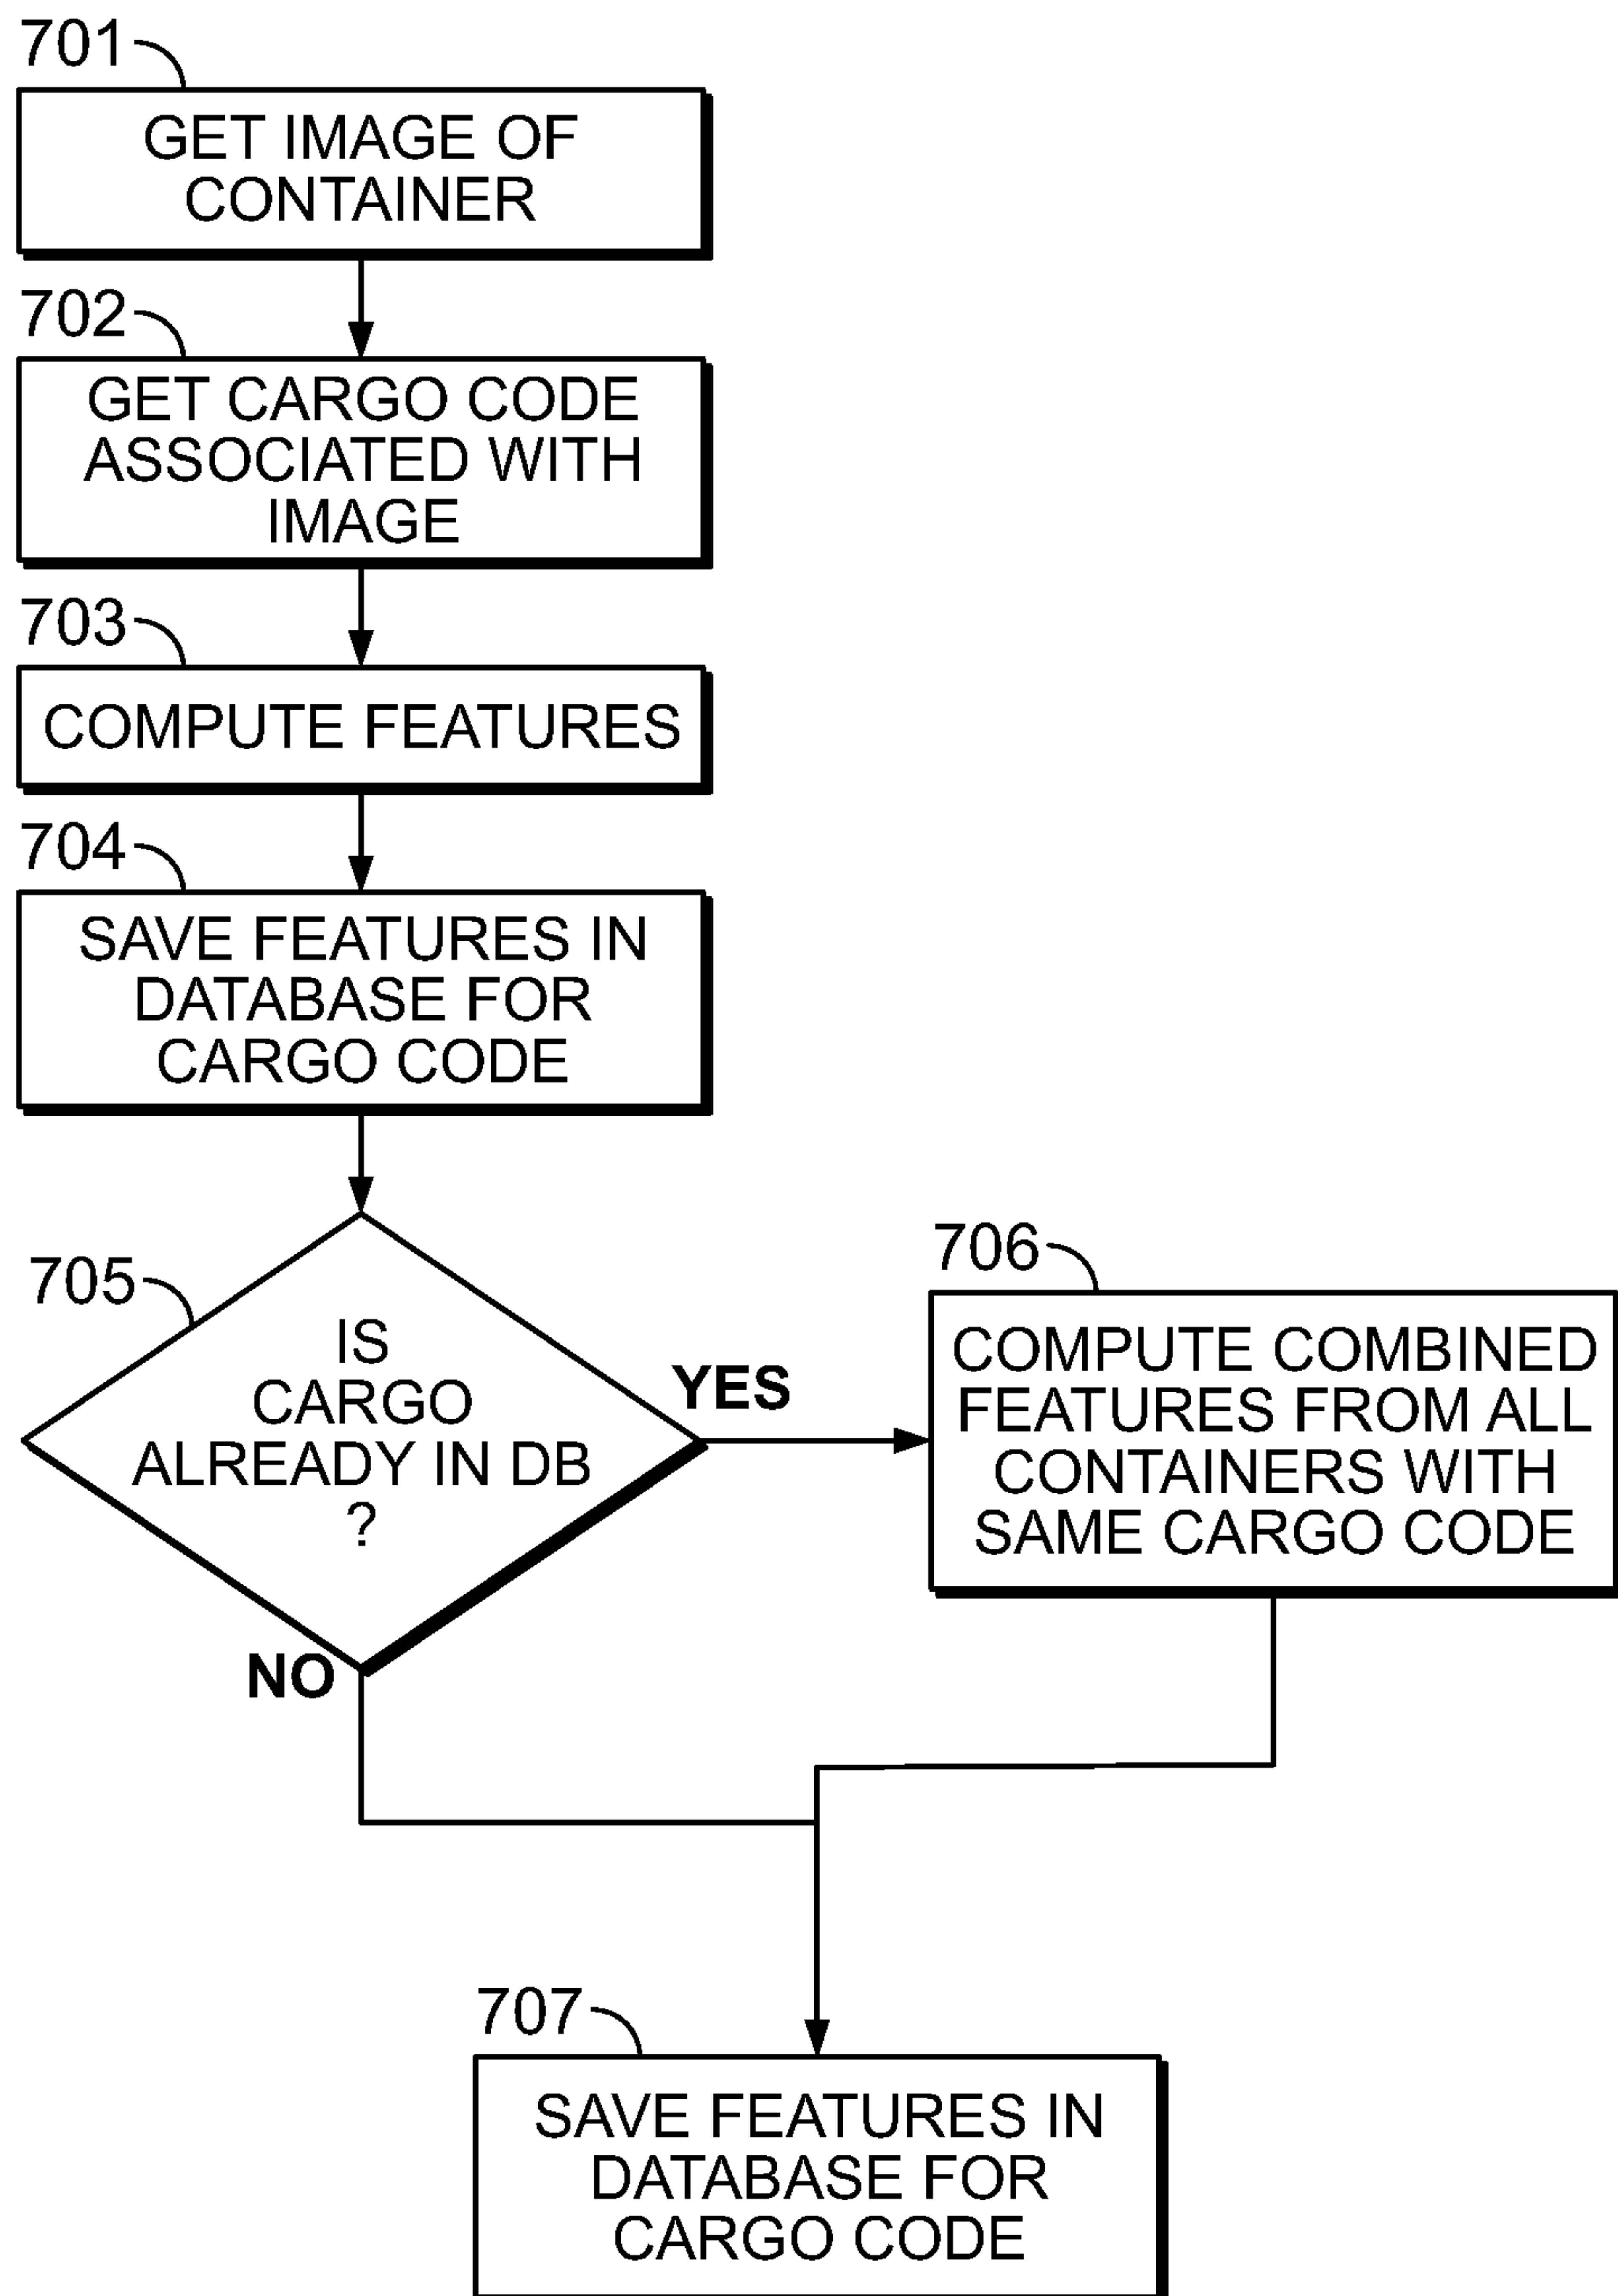 701
GET IMAGE OF
CONTAINER
702
GET CARGO CODE
ASSOCIATED WITH
IMAGE
703
COMPUTE FEATURES
704
SAVE FEATURES IN
DATABASE FOR
CARGO CODE
705
IS
CARGO
ALREADY IN DB
?
YES
NO
706
COMPUTE COMBINED
FEATURES FROM ALL
CONTAINERS WITH
SAME CARGO CODE
707
SAVE FEATURES IN
DATABASE FOR
CARGO CODE